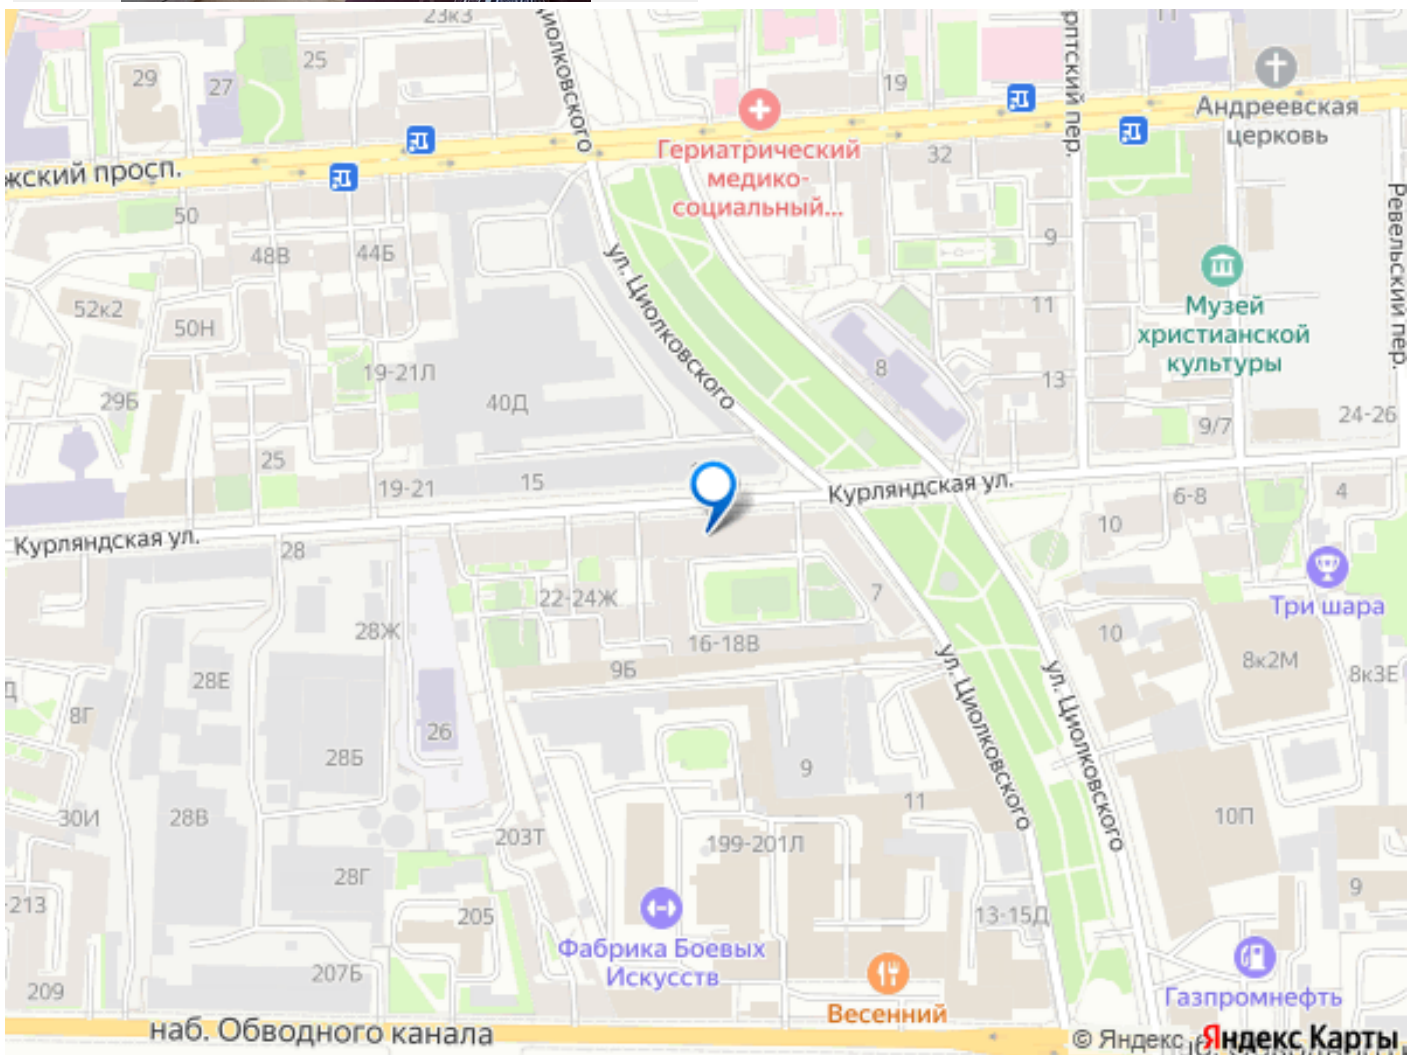 23к3
11
Циолковского
рптский пер.
25
29
27
19
Андреевская
церковь
Гериатрический
медико-
социальный...
32
жский просп.
50
48В
44Б
9
Ревельский пер.
ул. Циолковского
52к2
50Н
11
Музей
христианской
культуры
8
19-21Л
13
29Б
40Д
9/7
24-26
25
19-21
15
Курляндская ул.
6-8
4
10
Курляндская ул.
28
Три шара
22-24Ж
7
28Ж
16-18В
10
9Б
8к2М
8к3Е
28Е
ул. Циолковского
ул. Циолковского
8Г
26
28Б
9
11
30И
28В
203Т
199-201Л
10П
28Г
9
-213
205
13-15Д
Фабрика Боевых
Искусств
207Б
209
Весенний
Газпромнефть
наб. Обводного канала
© Яндекс Яндекс Карты